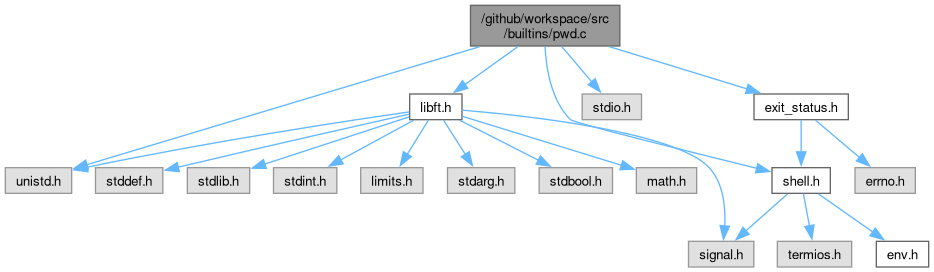 /github/workspace/src
/builtins/pwd.c
libft.h
stdio.h
exit_status.h
unistd.h
stddef.h
stdlib.h
stdint.h
limits.h
stdarg.h
stdbool.h
math.h
shell.h
errno.h
signal.h
termios.h
env.h